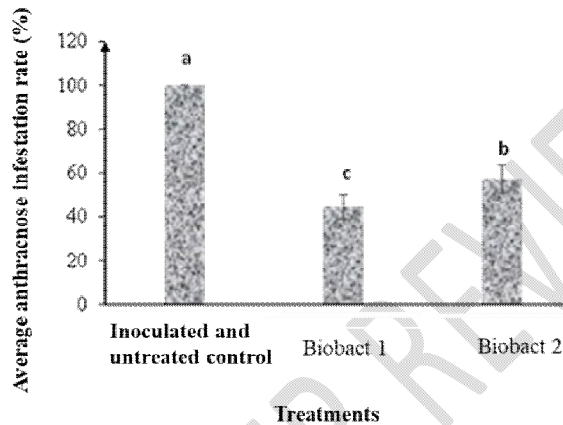 Average anthracnose infestation rate (%)
120
100
80
60
40
20
0
a
c
b
Inoculated and
untreated control
Biobact 1
Biobact 2
Treatments